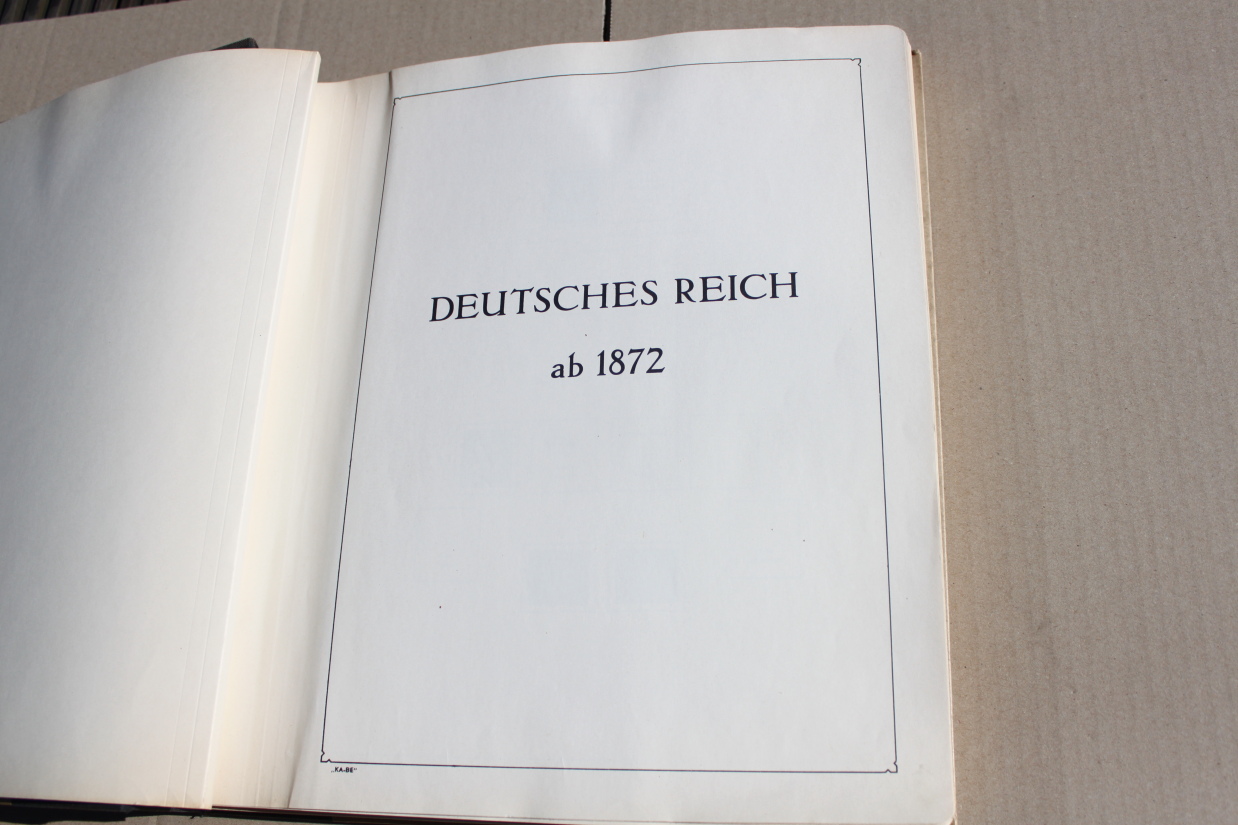 DEUTSCHES REICH
ab 1872
„KA-BE"